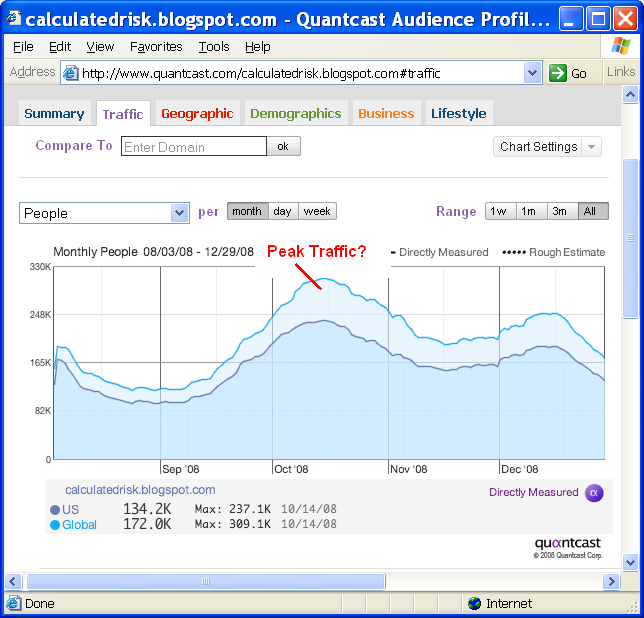 calculatedrisk.blogspot.com - Quantcast Audience Profil...
File Edit View Favorites Tools Help
Address http://www.quantcast.com/calculatedrisk.blogspot.com#traffic Go Links
Summary Traffic Geographic Demographics Business Lifestyle
Compare To Enter Domain ok Chart Settings
People per month day week Range 1w 1m 3m All
Monthly People 08/03/08 - 12/29/08 Peak Traffic? Directly Measured Rough Estimate
330K
248K
165K
82K
0
Sep '08 Oct '08 Nov '08 Dec '08
calculatedrisk.blogspot.com Directly Measured α
US 134.2K Max: 237.1K 10/14/08
Global 172.0K Max: 309.1K 10/14/08
quantcast
© 2008 Quantcast Corp.
Done Internet